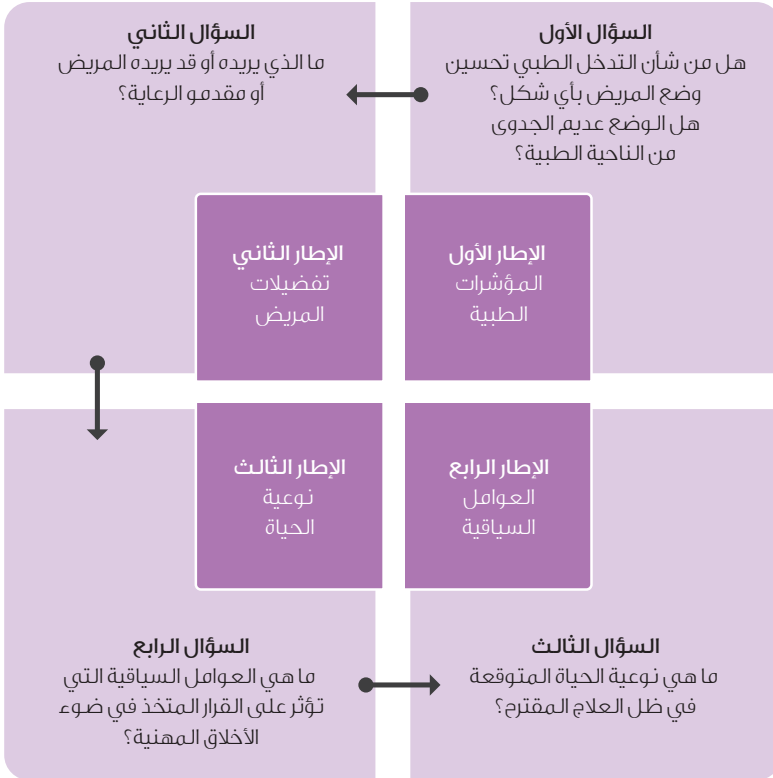 السؤال الأول
هل من شأن التدخل الطبي تحسين
وضع المريض بأي شكل؟
هل الوضع عديم الجدوى
من الناحية الطبية؟
السؤال الثاني
ما الذي يريده أو قد يريده المريض
أو مقدمو الرعاية؟
الإطار الأول
المؤشرات
الطبية
الإطار الثاني
تفضيلات
المريض
الإطار الرابع
العوامل
السياقية
الإطار الثالث
نوعية
الحياة
السؤال الثالث
ما هي نوعية الحياة المتوقعة
في ظل العلاج المقترح؟
السؤال الرابع
ما هي العوامل السياقية التي
تؤثر على القرار المتخذ في ضوء
الأخلاق المهنية؟